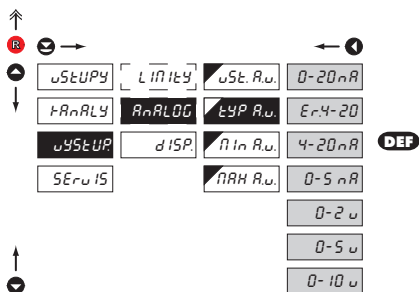 R
uStUPY LIMItY uSt. A.u. 0-20mA
KANALY ANALOG tYP A.u. Er.4-20
uYStUP. dISP. MIn A.u. 4-20mA DEF
SEruIS MAX A.u. 0-5 mA
0-2 u
0-5 u
0-10 u